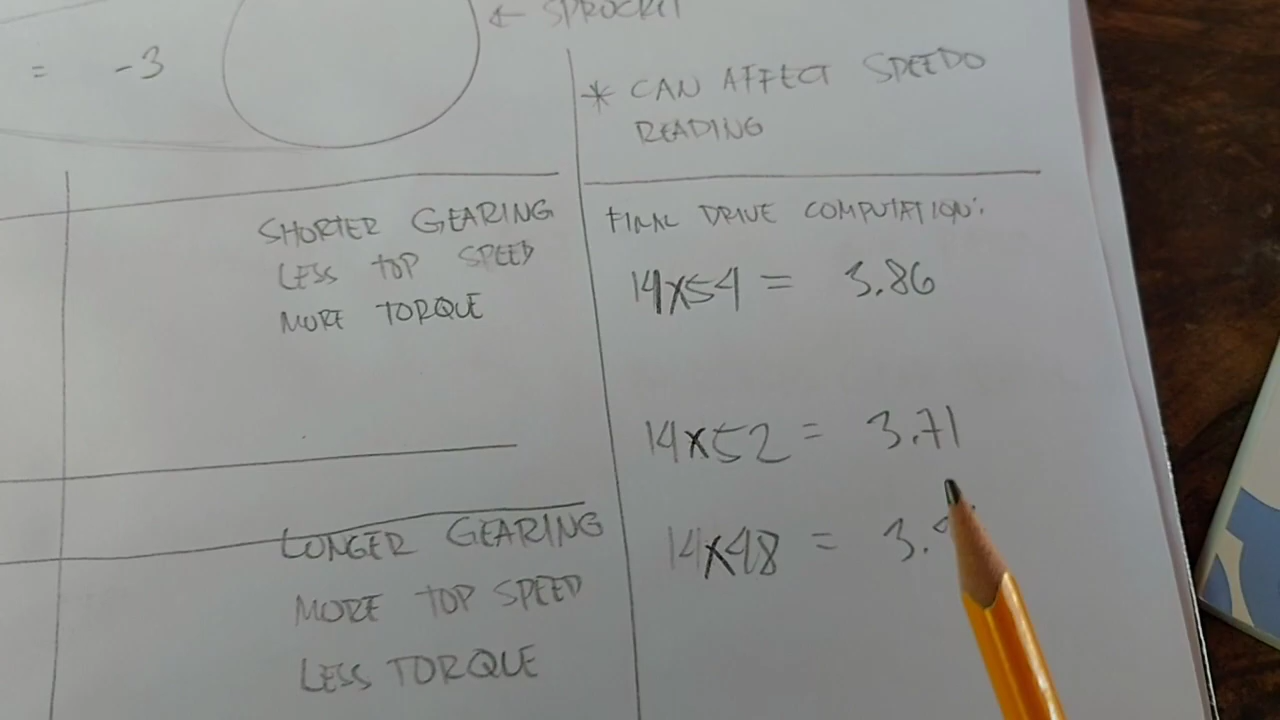 ← SPROCKET
= -3
* CAN AFFECT SPEEDO
READING
SHORTER GEARING
LESS TOP SPEED
MORE TORQUE
FINAL DRIVE COMPUTATION:
14x54 = 3.86
14x52 = 3.71
14x48 = 3.
LONGER GEARING
MORE TOP SPEED
LESS TORQUE